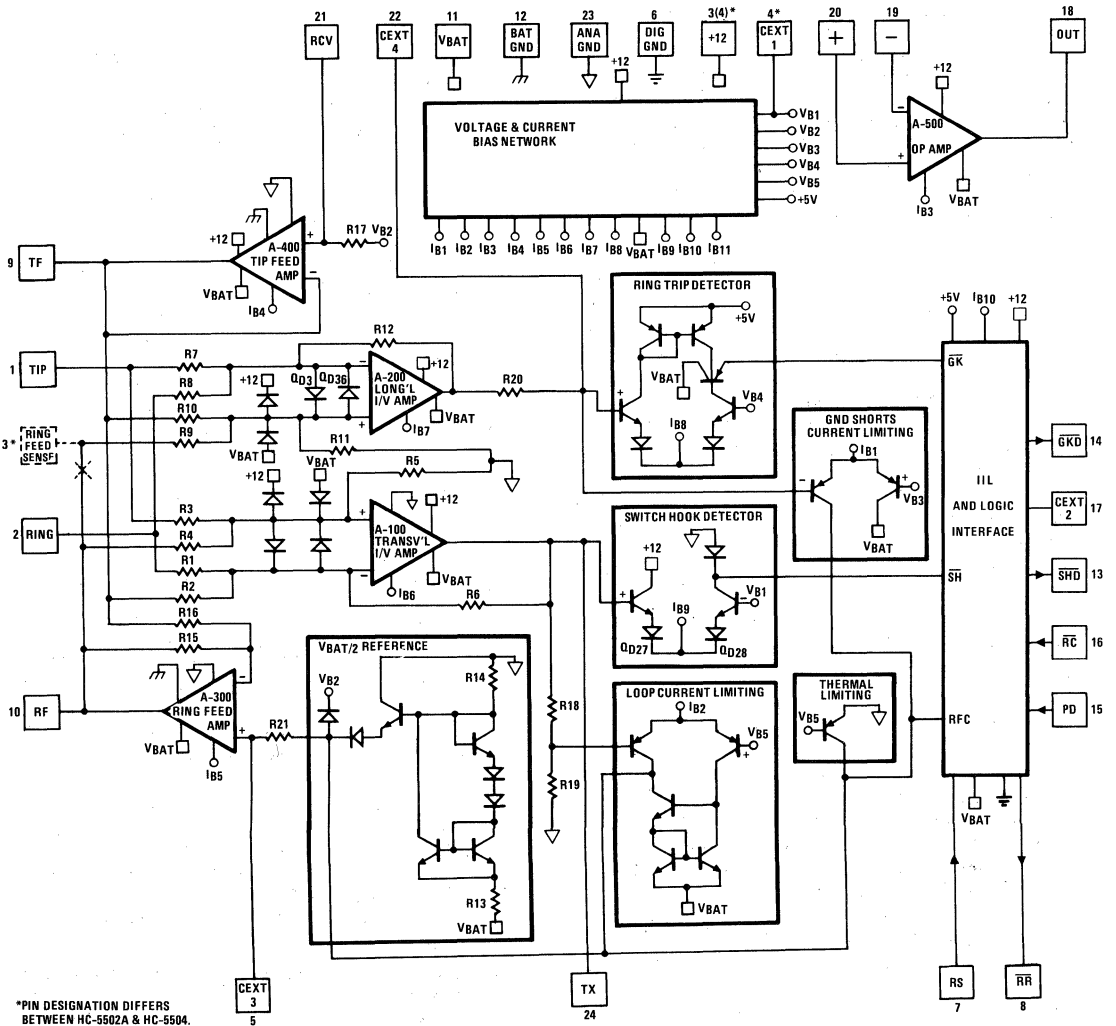 21
22
11
12
23
6
3(4)*
4*
20
19
18
RCV
CEXT
4
VBAT
BAT
GND
ANA
GND
DIG
GND
+12
CEXT
1
+
−
OUT
+12
VOLTAGE & CURRENT
BIAS NETWORK
VB1
VB2
VB3
VB4
VB5
+5V
IB1
IB2
IB3
IB4
IB5
IB6
IB7
IB8
VBAT
IB9
IB10
IB11
+12
−
A-500
OP AMP
+
IB3
VBAT
9
TF
+12
A-400
TIP FEED
AMP
+
−
R17
VB2
VBAT
IB4
RING TRIP DETECTOR
+5V
VBAT
+
−
VB4
IB8
1
TIP
R7
R8
R10
R9
R12
+12
QD3
QD36
−
A-200
LONG'L
I/V AMP
+
+12
VBAT
IB7
R20
VBAT
R11
3*
RING
FEED
SENSF
GND SHORTS
CURRENT LIMITING
IB1
−
+
VB3
VBAT
+5V
IB10
+12
GK
IIL
AND LOGIC
INTERFACE
SH
RFC
VBAT
GKD
14
CEXT
2
17
SHD
13
RC
16
PD
15
2
RING
R3
R4
R1
R2
R16
R15
+12
VBAT
R5
+
A-100
TRANSV'L
I/V AMP
−
+12
VBAT
IB6
R6
SWITCH HOOK DETECTOR
+12
+
−
VB1
IB9
QD27
QD28
10
RF
A-300
RING FEED
AMP
−
+
VBAT
IB5
R21
VBAT/2 REFERENCE
VB2
R14
R13
VBAT
R18
R19
LOOP CURRENT LIMITING
IB2
−
VB5
+
VBAT
THERMAL
LIMITING
VB5
CEXT
3
5
TX
24
RS
7
RR
8
*PIN DESIGNATION DIFFERS
BETWEEN HC-5502A & HC-5504.